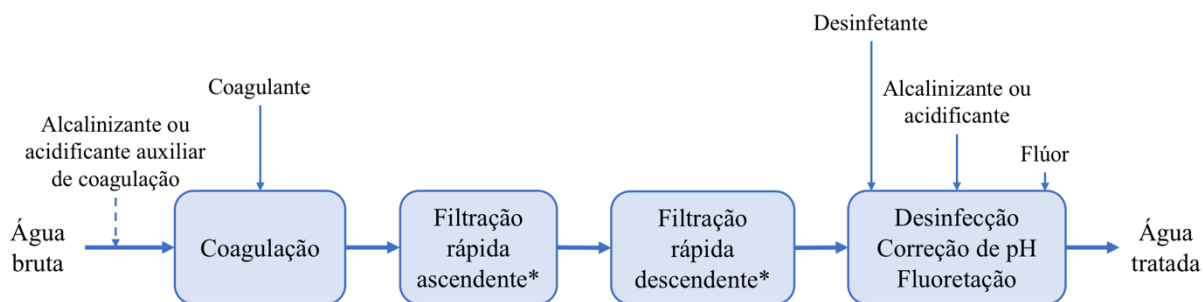 Desinfetante
Coagulante
Alcalinizante ou
acidificante
Alcalinizante ou
acidificante auxiliar
de coagulação
Flúor
Água
bruta
Coagulação
Filtração
rápida
ascendente*
Filtração
rápida
descendente*
Desinfecção
Correção de pH
Fluoretação
Água
tratada